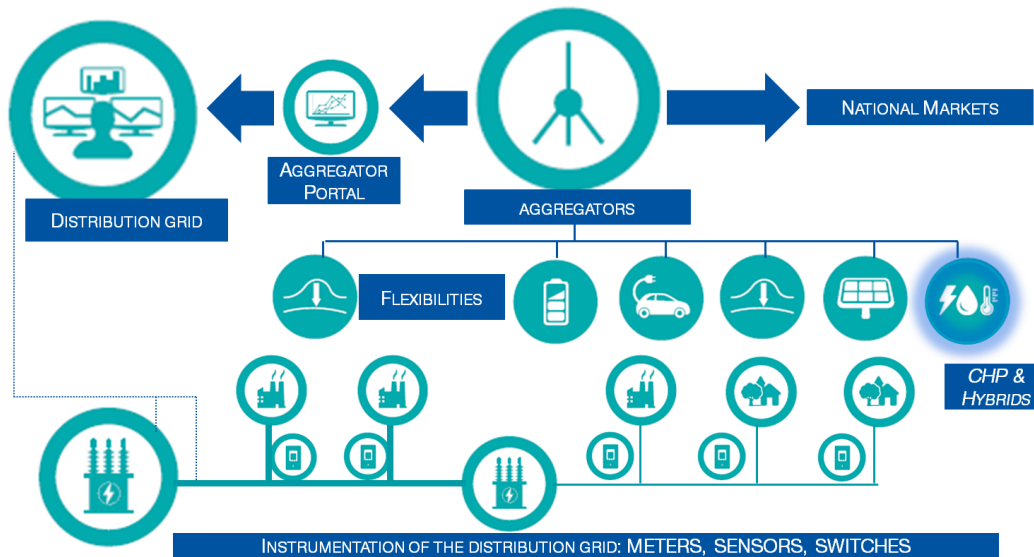 NATIONAL MARKETS
AGGREGATOR
PORTAL
DISTRIBUTION GRID
AGGREGATORS
FLEXIBILITIES
CHP &
HYBRIDS
INSTRUMENTATION OF THE DISTRIBUTION GRID: METERS, SENSORS, SWITCHES